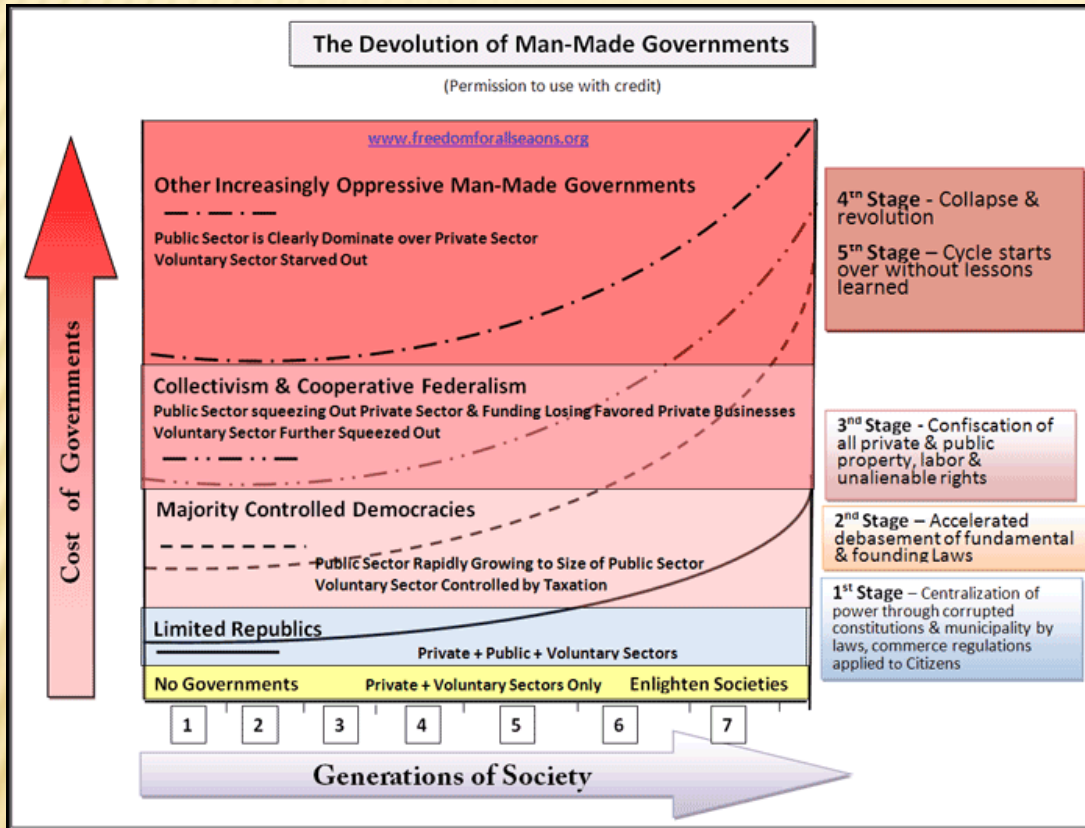 The Devolution of Man-Made Governments
(Permission to use with credit)
www.freedomforallseaons.org
Other Increasingly Oppressive Man-Made Governments
Public Sector is Clearly Dominate over Private Sector
Voluntary Sector Starved Out
Collectivism & Cooperative Federalism
Public Sector squeezing Out Private Sector & Funding Losing Favored Private Businesses
Voluntary Sector Further Squeezed Out
Majority Controlled Democracies
Public Sector Rapidly Growing to Size of Public Sector
Voluntary Sector Controlled by Taxation
Limited Republics
Private + Public + Voluntary Sectors
No Governments Private + Voluntary Sectors Only Enlighten Societies
1 2 3 4 5 6 7
Generations of Society
Cost of Governments
4th Stage - Collapse &
revolution
5th Stage – Cycle starts
over without lessons
learned
3nd Stage - Confiscation of
all private & public
property, labor &
unalienable rights
2nd Stage – Accelerated
debasement of fundamental
& founding Laws
1st Stage – Centralization of
power through corrupted
constitutions & municipality by
laws, commerce regulations
applied to Citizens